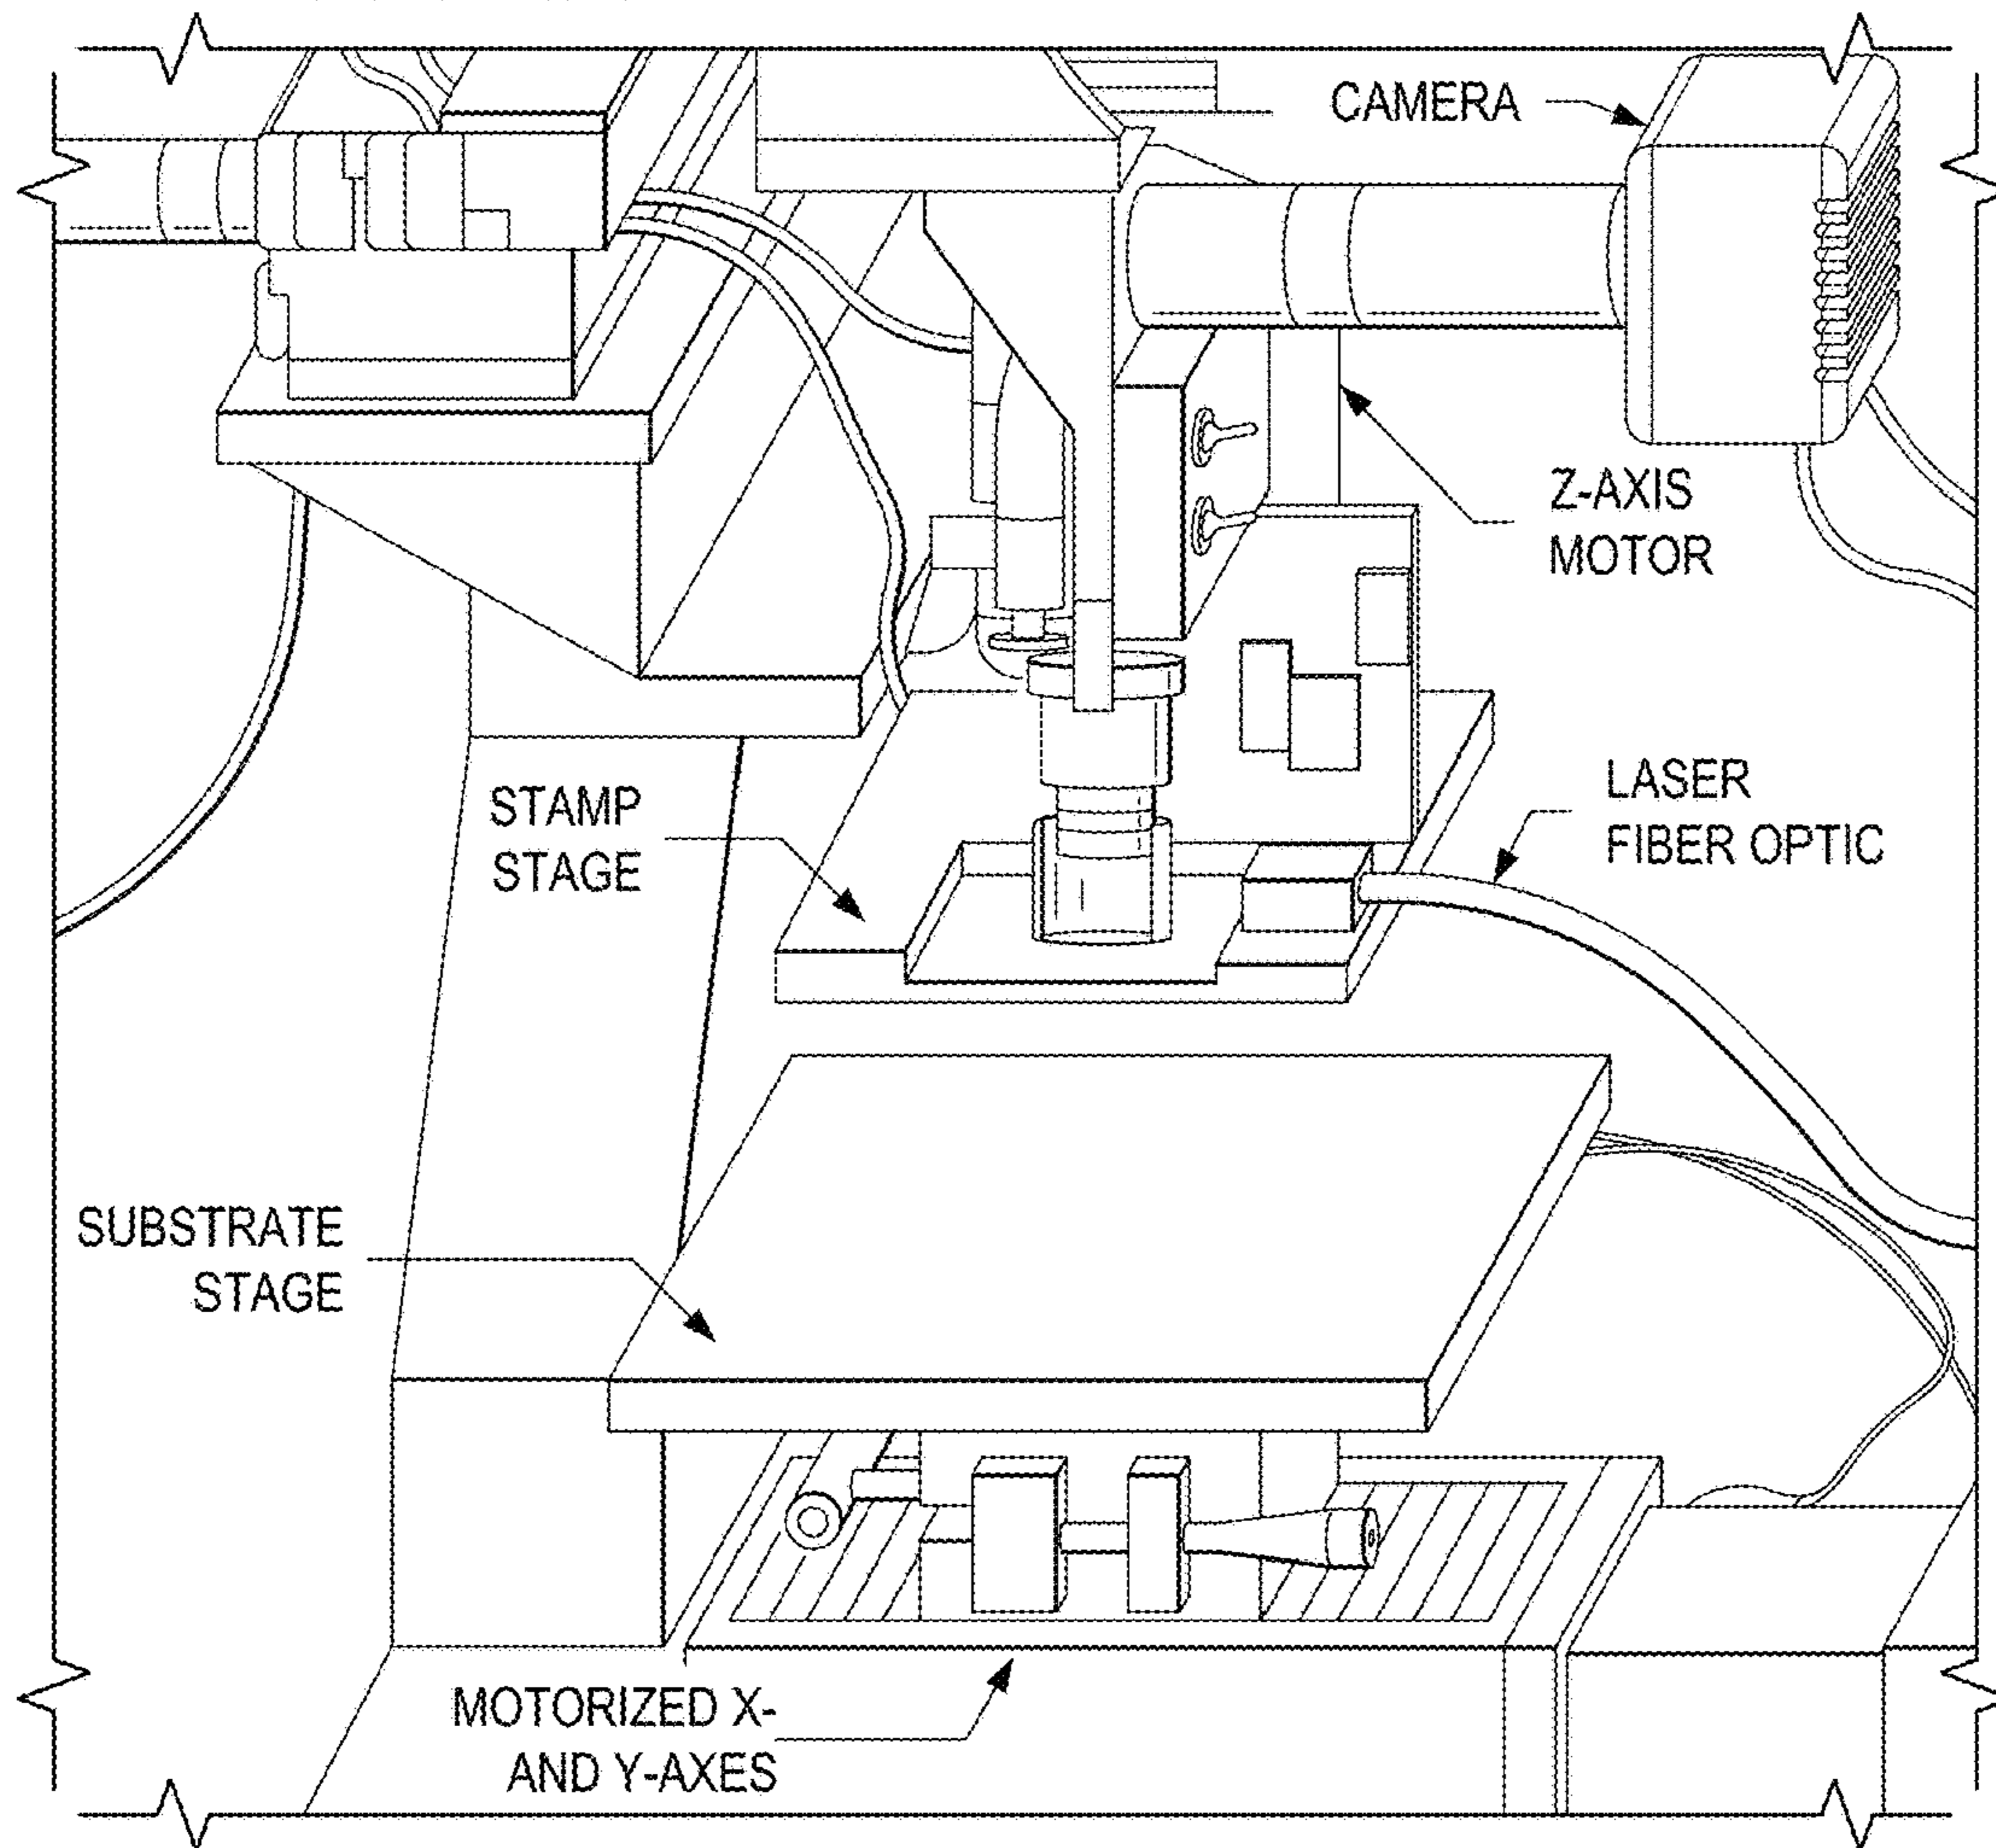 CAMERA
Z-AXIS
MOTOR
STAMP
STAGE
LASER
FIBER OPTIC
SUBSTRATE
STAGE
MOTORIZED X-
AND Y-AXES